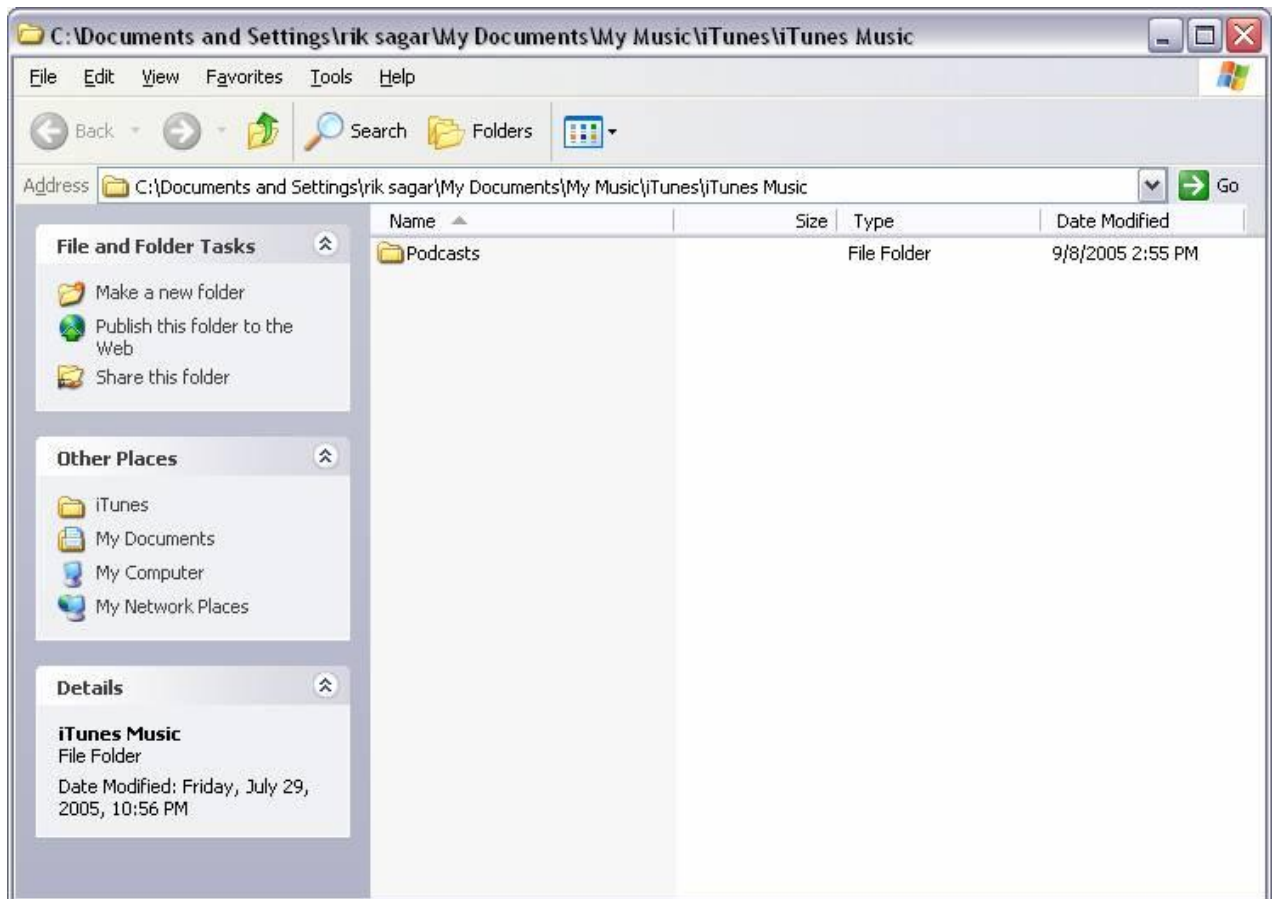 C:\Documents and Settings\rik sagar\My Documents\My Music\iTunes\iTunes Music
File Edit View Favorites Tools Help
Back Search Folders
Address C:\Documents and Settings\rik sagar\My Documents\My Music\iTunes\iTunes Music Go
Name Size Type Date Modified
Podcasts File Folder 9/8/2005 2:55 PM
File and Folder Tasks
Make a new folder
Publish this folder to the
Web
Share this folder
Other Places
iTunes
My Documents
My Computer
My Network Places
Details
iTunes Music
File Folder
Date Modified: Friday, July 29,
2005, 10:56 PM